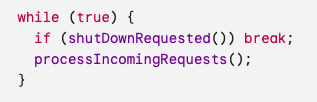 while (true) {
  if (shutDownRequested()) break;
  processIncomingRequests();
}